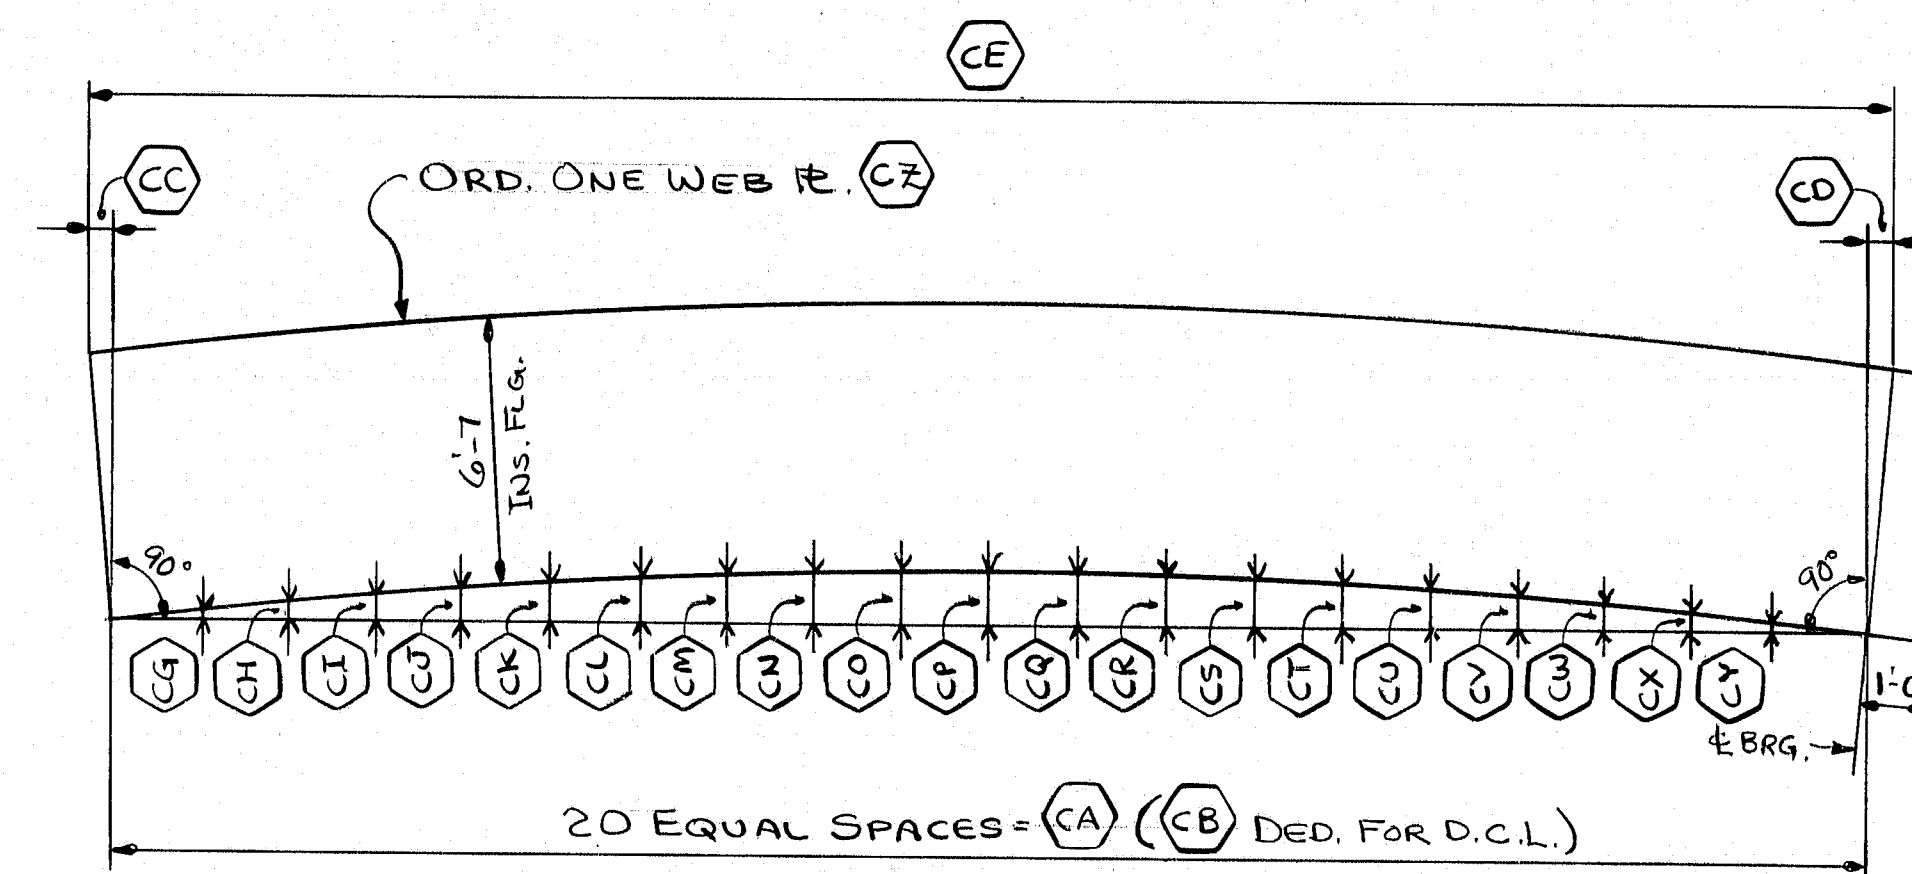 CE
CC
ORD. ONE WEB PL. CZ
CD
6'-7
INS. FLG.
90°
90°
CG CH CI CJ CK CL CM CN CO CP CQ CR CS CT CU CV CW CX CY
1'-0
℄ BRG.
20 EQUAL SPACES = CA (CB DED. FOR D.C.L.)